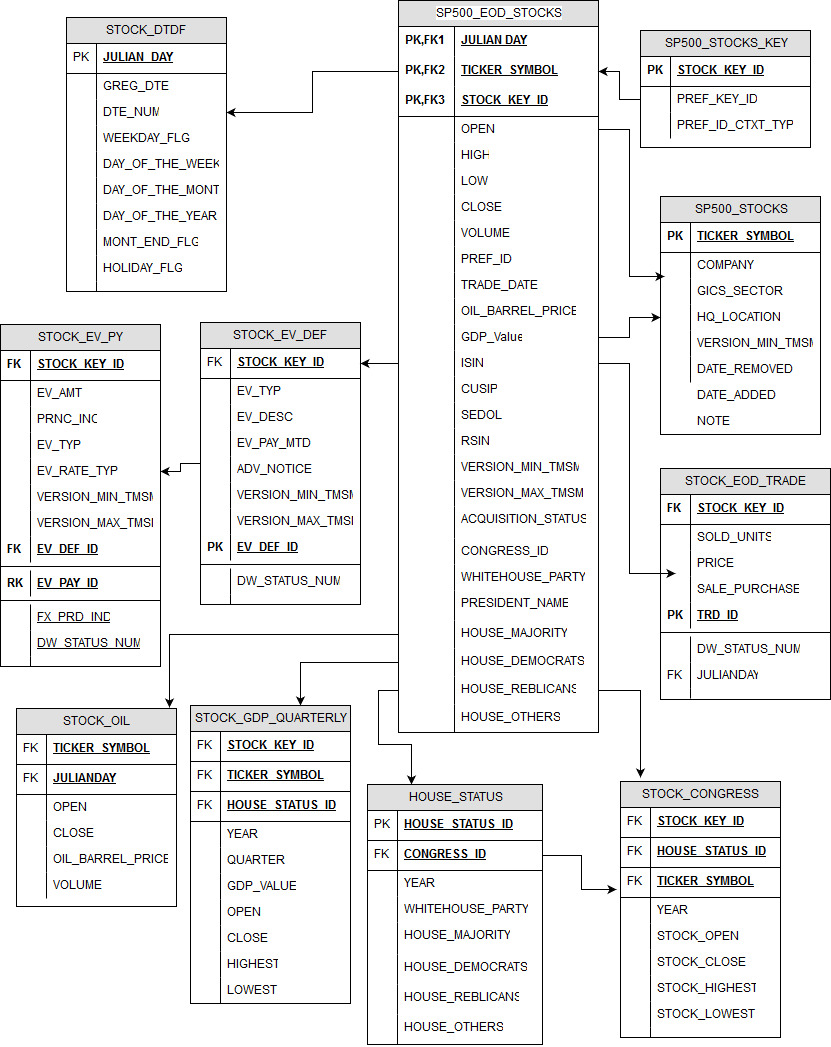 STOCK_DTDF
PK JULIAN_DAY
GREG_DTE
DTE_NUM
WEEKDAY_FLG
DAY_OF_THE_WEEK
DAY_OF_THE_MONT
DAY_OF_THE_YEAR
MONT_END_FLG
HOLIDAY_FLG
SP500_EOD_STOCKS
PK,FK1 JULIAN DAY
PK,FK2 TICKER_SYMBOL
PK,FK3 STOCK_KEY_ID
OPEN
HIGH
LOW
CLOSE
VOLUME
PREF_ID
TRADE_DATE
OIL_BARREL_PRICE
GDP_Value
ISIN
CUSIP
SEDOL
RSIN
VERSION_MIN_TMSM
VERSION_MAX_TMSM
ACQUISITION_STATUS
CONGRESS_ID
WHITEHOUSE_PARTY
PRESIDENT_NAME
HOUSE_MAJORITY
HOUSE_DEMOCRATS
HOUSE_REBLICANS
HOUSE_OTHERS
SP500_STOCKS_KEY
PK STOCK_KEY_ID
PREF_KEY_ID
PREF_ID_CTXT_TYP
SP500_STOCKS
PK TICKER_SYMBOL
COMPANY
GICS_SECTOR
HQ_LOCATION
VERSION_MIN_TMSM
DATE_REMOVED
DATE_ADDED
NOTE
STOCK_EV_PY
FK STOCK_KEY_ID
EV_AMT
PRNC_INC
EV_TYP
EV_RATE_TYP
VERSION_MIN_TMSM
VERSION_MAX_TMSI
FK EV_DEF_ID
RK EV_PAY_ID
FX_PRD_IND
DW_STATUS_NUM
STOCK_EV_DEF
FK STOCK_KEY_ID
EV_TYP
EV_DESC
EV_PAY_MTD
ADV_NOTICE
VERSION_MIN_TMSM
VERSION_MAX_TMSM
PK EV_DEF_ID
DW_STATUS_NUM
STOCK_EOD_TRADE
FK STOCK_KEY_ID
SOLD_UNITS
PRICE
SALE_PURCHASE
PK TRD_ID
DW_STATUS_NUM
FK JULIANDAY
STOCK_OIL
FK TICKER_SYMBOL
FK JULIANDAY
OPEN
CLOSE
OIL_BARREL_PRICE
VOLUME
STOCK_GDP_QUARTERLY
FK STOCK_KEY_ID
FK TICKER_SYMBOL
FK HOUSE_STATUS_ID
YEAR
QUARTER
GDP_VALUE
OPEN
CLOSE
HIGHEST
LOWEST
HOUSE_STATUS
PK HOUSE_STATUS_ID
FK CONGRESS_ID
YEAR
WHITEHOUSE_PARTY
HOUSE_MAJORITY
HOUSE_DEMOCRATS
HOUSE_REBLICANS
HOUSE_OTHERS
STOCK_CONGRESS
FK STOCK_KEY_ID
FK HOUSE_STATUS_ID
FK TICKER_SYMBOL
YEAR
STOCK_OPEN
STOCK_CLOSE
STOCK_HIGHEST
STOCK_LOWEST